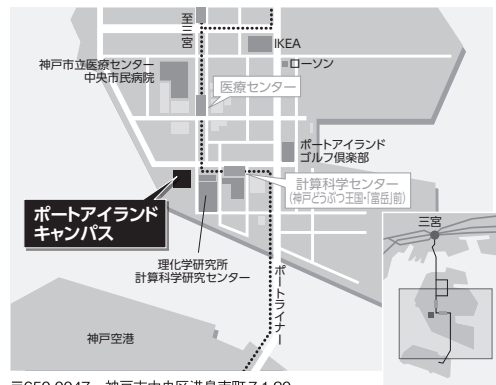 至三宮
IKEA
神戸市立医療センター
中央市民病院
ローソン
医療センター
ポートアイランド
ゴルフ倶楽部
計算科学センター
(神戸どうぶつ王国・「富岳」前)
ポートアイランド
キャンパス
三宮
理化学研究所
計算科学研究センター
ポートライナー
神戸空港